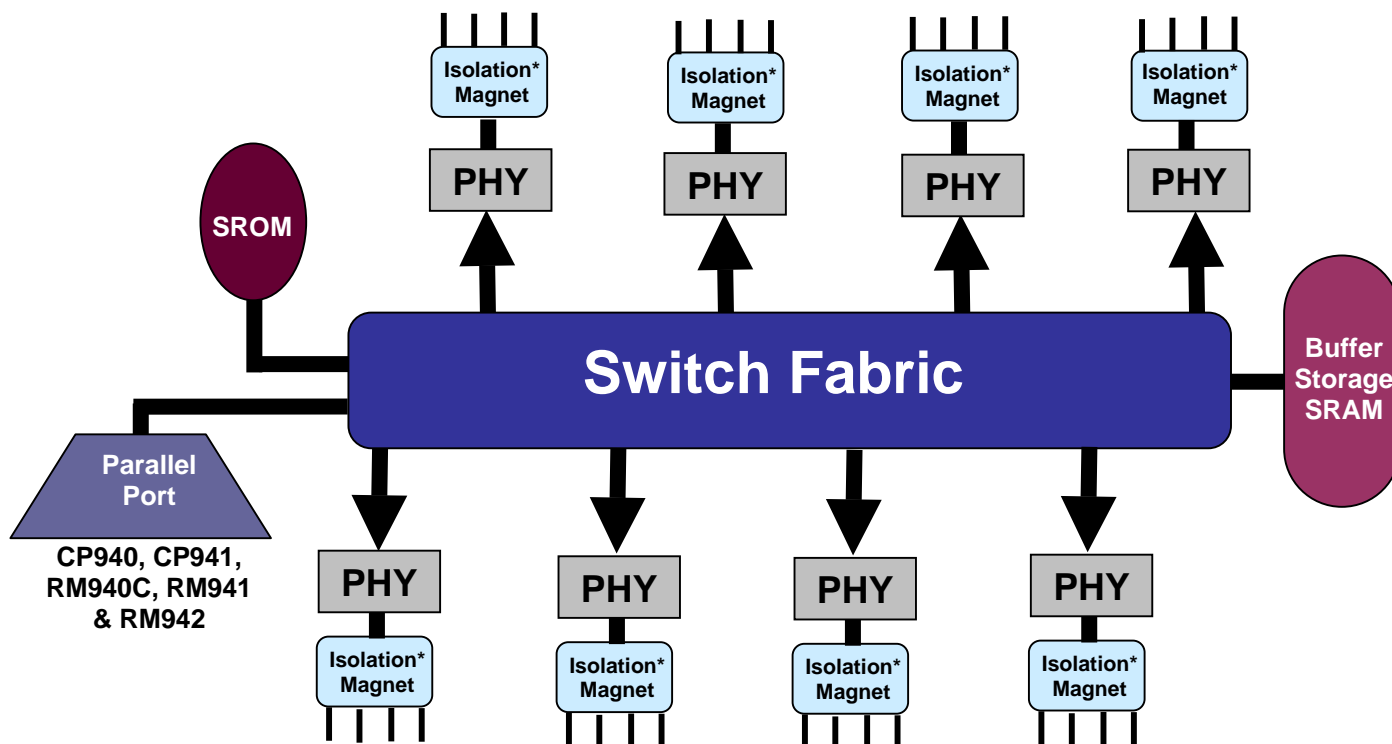 Isolation*
Magnet
Isolation*
Magnet
Isolation*
Magnet
Isolation*
Magnet
PHY
PHY
PHY
PHY
SROM
Switch Fabric
Buffer
Storage
SRAM
Parallel
Port
CP940, CP941,
RM940C, RM941
& RM942
PHY
PHY
PHY
PHY
Isolation*
Magnet
Isolation*
Magnet
Isolation*
Magnet
Isolation*
Magnet